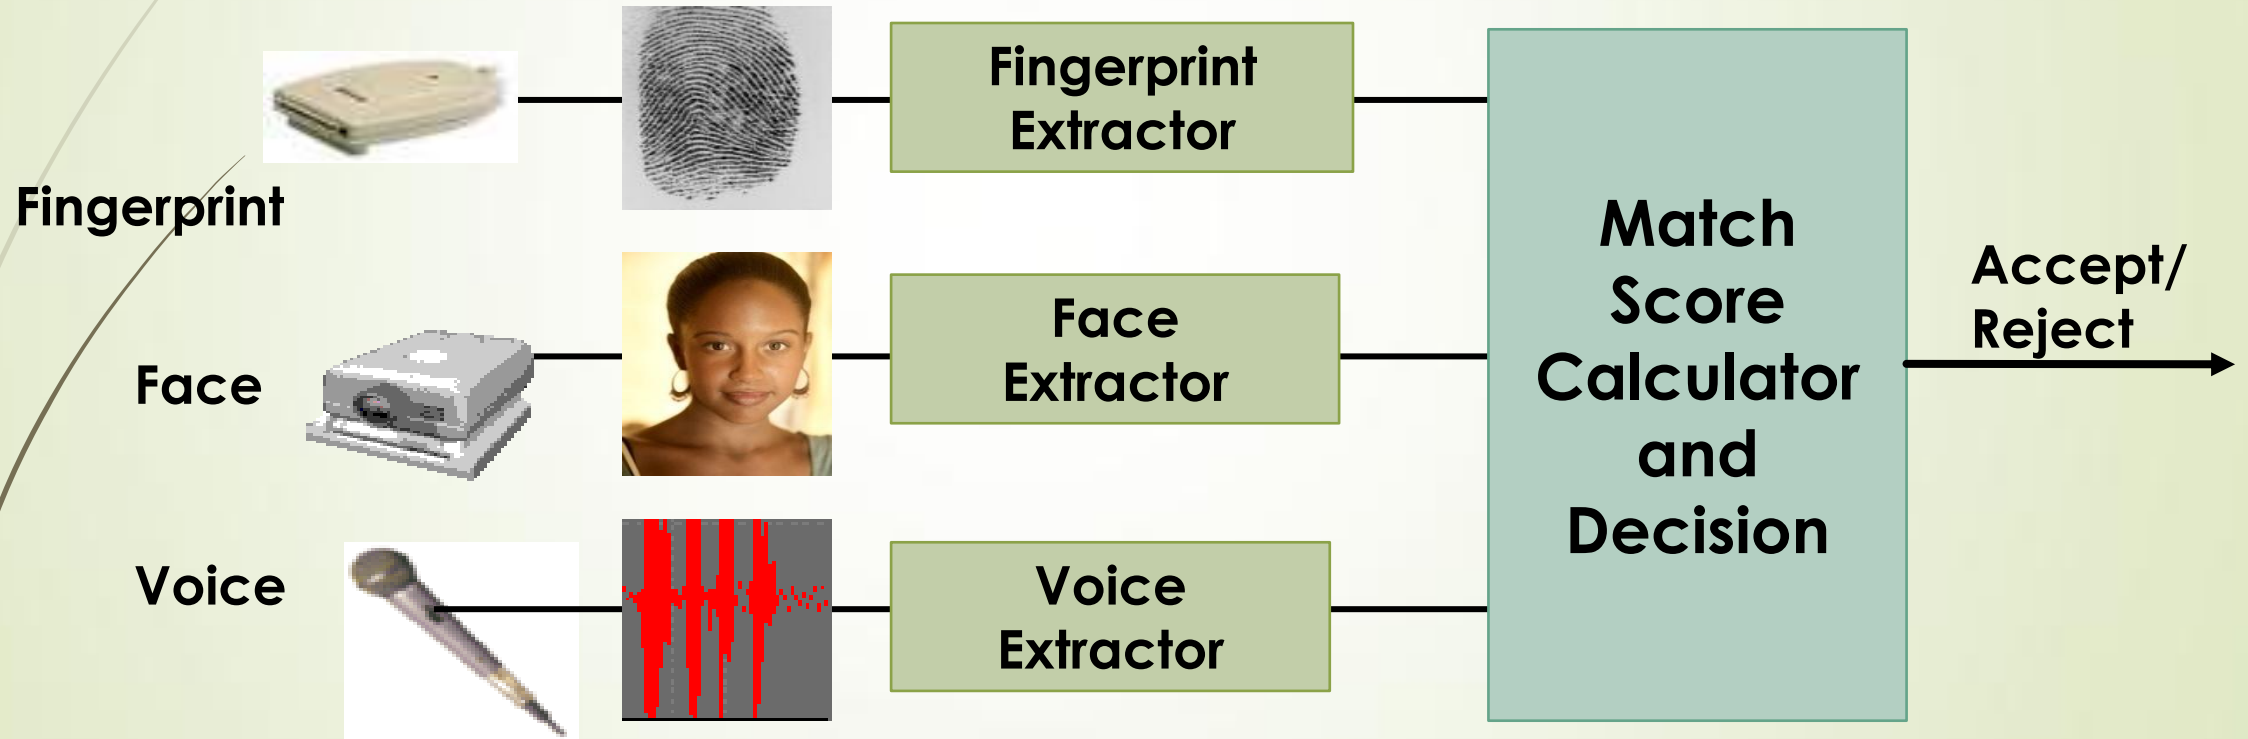 Fingerprint
Extractor
Fingerprint
Face
Extractor
Face
Voice
Extractor
Voice
Match
Score
Calculator
and
Decision
Accept/
Reject